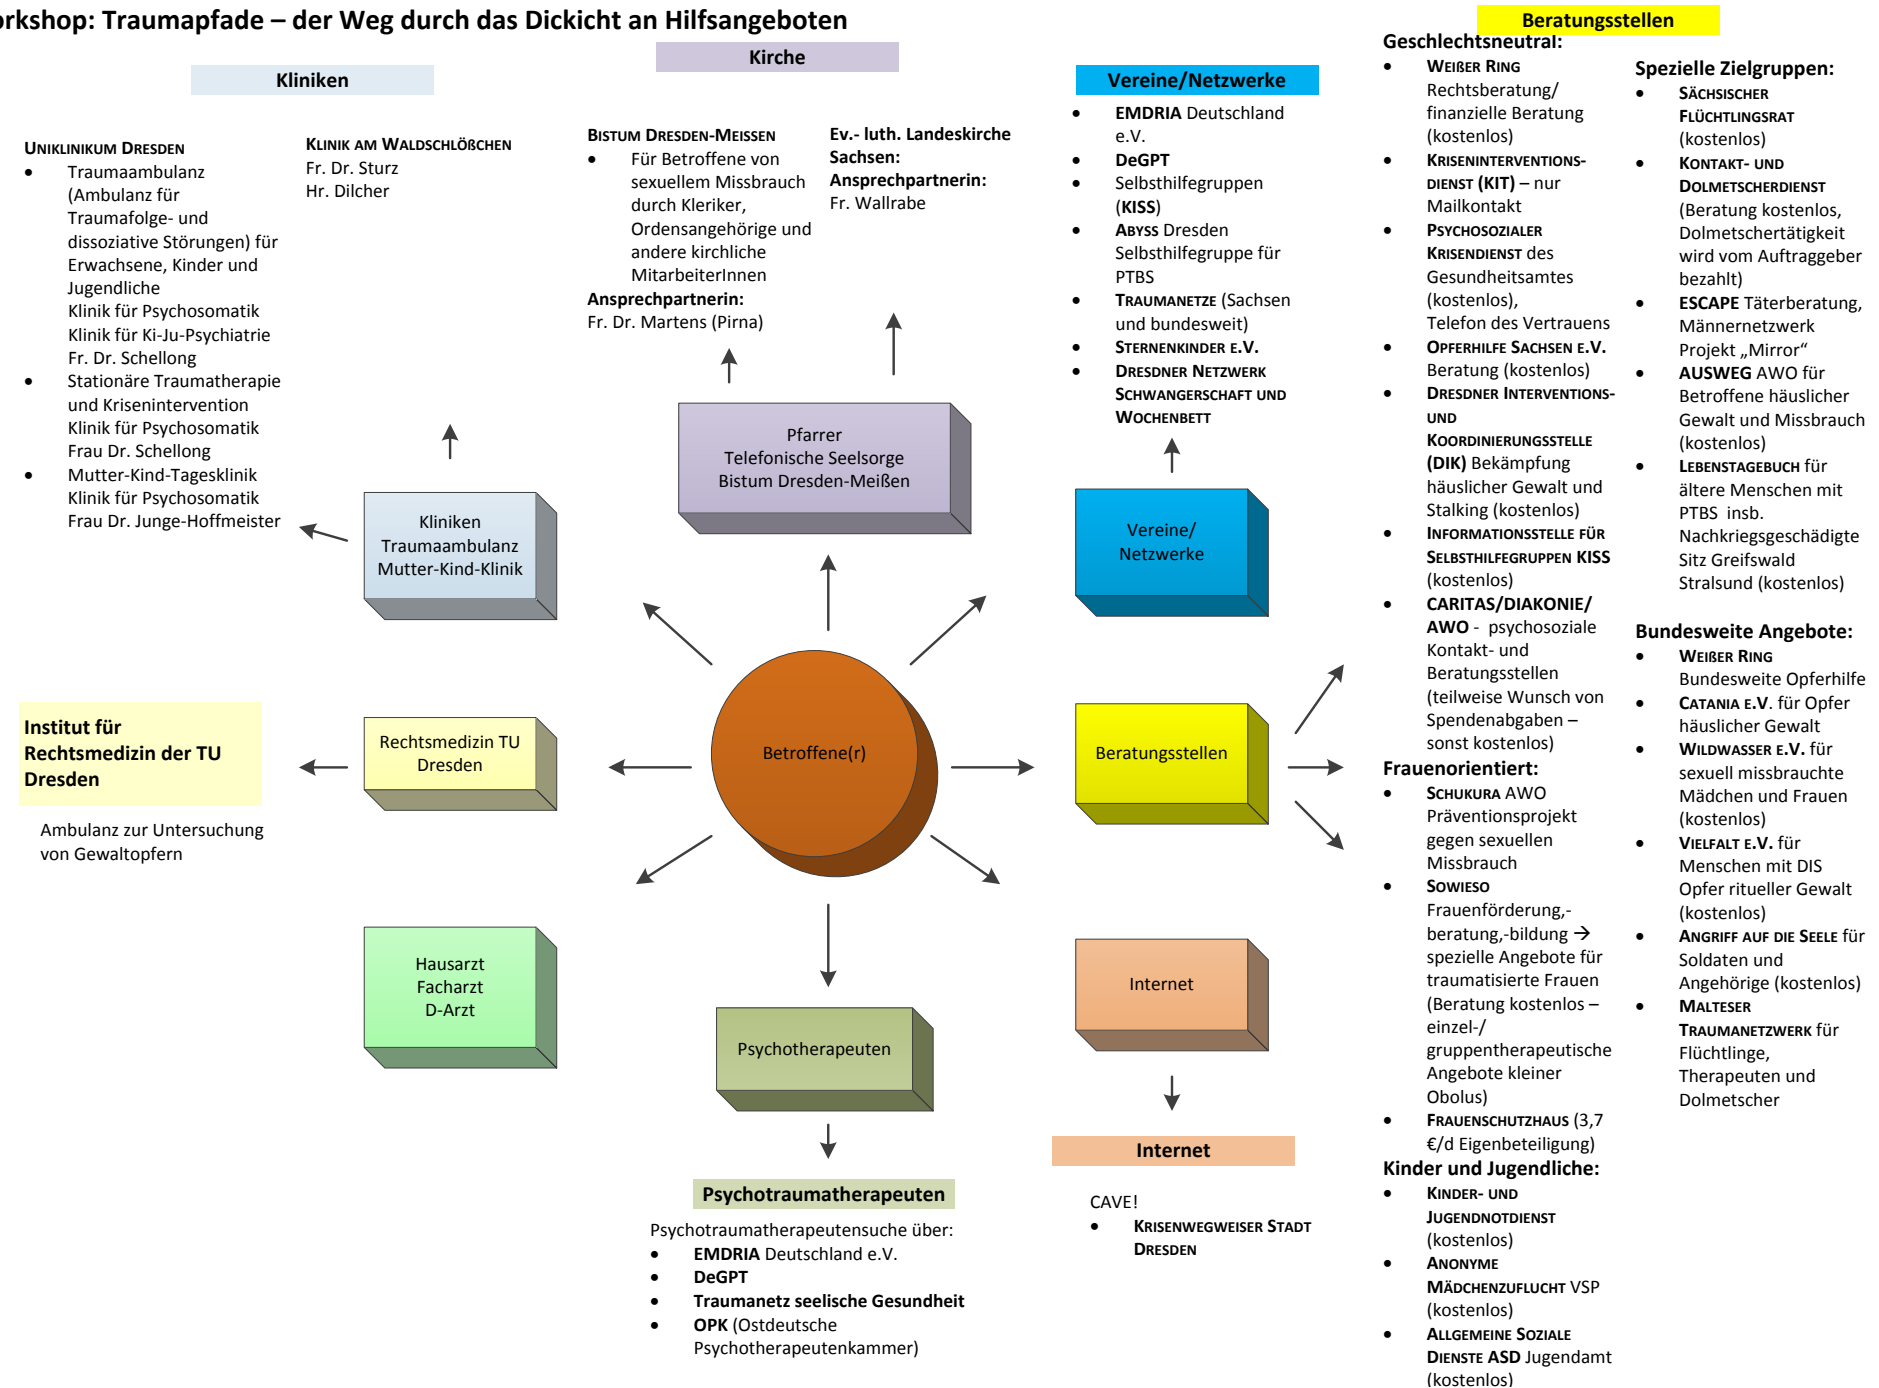 orkshop: Traumapfade – der Weg durch das Dickicht an Hilfsangeboten
Kliniken
UNIKLINIKUM DRESDEN
• Traumaambulanz
(Ambulanz für
Traumafolge- und
dissoziative Störungen) für
Erwachsene, Kinder und
Jugendliche
Klinik für Psychosomatik
Klinik für Ki-Ju-Psychiatrie
Fr. Dr. Schellong
• Stationäre Traumatherapie
und Krisenintervention
Klinik für Psychosomatik
Frau Dr. Schellong
• Mutter-Kind-Tagesklinik
Klinik für Psychosomatik
Frau Dr. Junge-Hoffmeister
KLINIK AM WALDSCHLÖßCHEN
Fr. Dr. Sturz
Hr. Dilcher
Kirche
BISTUM DRESDEN-MEISSEN
• Für Betroffene von
sexuellem Missbrauch
durch Kleriker,
Ordensangehörige und
andere kirchliche
MitarbeiterInnen
Ansprechpartnerin:
Fr. Dr. Martens (Pirna)
Ev.- luth. Landeskirche
Sachsen:
Ansprechpartnerin:
Fr. Wallrabe
Vereine/Netzwerke
• EMDRIA Deutschland
e.V.
• DeGPT
• Selbsthilfegruppen
(KISS)
• ABYSS Dresden
Selbsthilfegruppe für
PTBS
• TRAUMANETZE (Sachsen
und bundesweit)
• STERNENKINDER E.V.
• DRESDNER NETZWERK
SCHWANGERSCHAFT UND
WOCHENBETT
Beratungsstellen
Geschlechtsneutral:
• WEIßER RING
Rechtsberatung/
finanzielle Beratung
(kostenlos)
• KRISENINTERVENTIONS-
DIENST (KIT) – nur
Mailkontakt
• PSYCHOSOZIALER
KRISENDIENST des
Gesundheitsamtes
(kostenlos),
Telefon des Vertrauens
• OPFERHILFE SACHSEN E.V.
Beratung (kostenlos)
• DRESDNER INTERVENTIONS-
UND
KOORDINIERUNGSSTELLE
(DIK) Bekämpfung
häuslicher Gewalt und
Stalking (kostenlos)
• INFORMATIONSSTELLE FÜR
SELBSTHILFEGRUPPEN KISS
(kostenlos)
• CARITAS/DIAKONIE/
AWO - psychosoziale
Kontakt- und
Beratungsstellen
(teilweise Wunsch von
Spendenabgaben –
sonst kostenlos)
Frauenorientiert:
• SCHUKURA AWO
Präventionsprojekt
gegen sexuellen
Missbrauch
• SOWIESO
Frauenförderung,-
beratung,-bildung →
spezielle Angebote für
traumatisierte Frauen
(Beratung kostenlos –
einzel-/
gruppentherapeutische
Angebote kleiner
Obolus)
• FRAUENSCHUTZHAUS (3,7
€/d Eigenbeteiligung)
Kinder und Jugendliche:
• KINDER- UND
JUGENDNOTDIENST
(kostenlos)
• ANONYME
MÄDCHENZUFLUCHT VSP
(kostenlos)
• ALLGEMEINE SOZIALE
DIENSTE ASD Jugendamt
(kostenlos)
Spezielle Zielgruppen:
• SÄCHSISCHER
FLÜCHTLINGSRAT
(kostenlos)
• KONTAKT- UND
DOLMETSCHERDIENST
(Beratung kostenlos,
Dolmetschertätigkeit
wird vom Auftraggeber
bezahlt)
• ESCAPE Täterberatung,
Männernetzwerk
Projekt „Mirror“
• AUSWEG AWO für
Betroffene häuslicher
Gewalt und Missbrauch
(kostenlos)
• LEBENSTAGEBUCH für
ältere Menschen mit
PTBS insb.
Nachkriegsgeschädigte
Sitz Greifswald
Stralsund (kostenlos)
Bundesweite Angebote:
• WEIßER RING
Bundesweite Opferhilfe
• CATANIA E.V. für Opfer
häuslicher Gewalt
• WILDWASSER E.V. für
sexuell missbrauchte
Mädchen und Frauen
(kostenlos)
• VIELFALT E.V. für
Menschen mit DIS
Opfer ritueller Gewalt
(kostenlos)
• ANGRIFF AUF DIE SEELE für
Soldaten und
Angehörige (kostenlos)
• MALTESER
TRAUMANETZWERK für
Flüchtlinge,
Therapeuten und
Dolmetscher
Kliniken
Traumaambulanz
Mutter-Kind-Klinik
Pfarrer
Telefonische Seelsorge
Bistum Dresden-Meißen
Vereine/
Netzwerke
Institut für
Rechtsmedizin der TU
Dresden
Ambulanz zur Untersuchung
von Gewaltopfern
Rechtsmedizin TU
Dresden
Betroffene(r)
Beratungsstellen
Hausarzt
Facharzt
D-Arzt
Psychotherapeuten
Internet
Psychotraumatherapeuten
Psychotraumatherapeutensuche über:
• EMDRIA Deutschland e.V.
• DeGPT
• Traumanetz seelische Gesundheit
• OPK (Ostdeutsche
Psychotherapeutenkammer)
Internet
CAVE!
• KRISENWEGWEISER STADT
DRESDEN